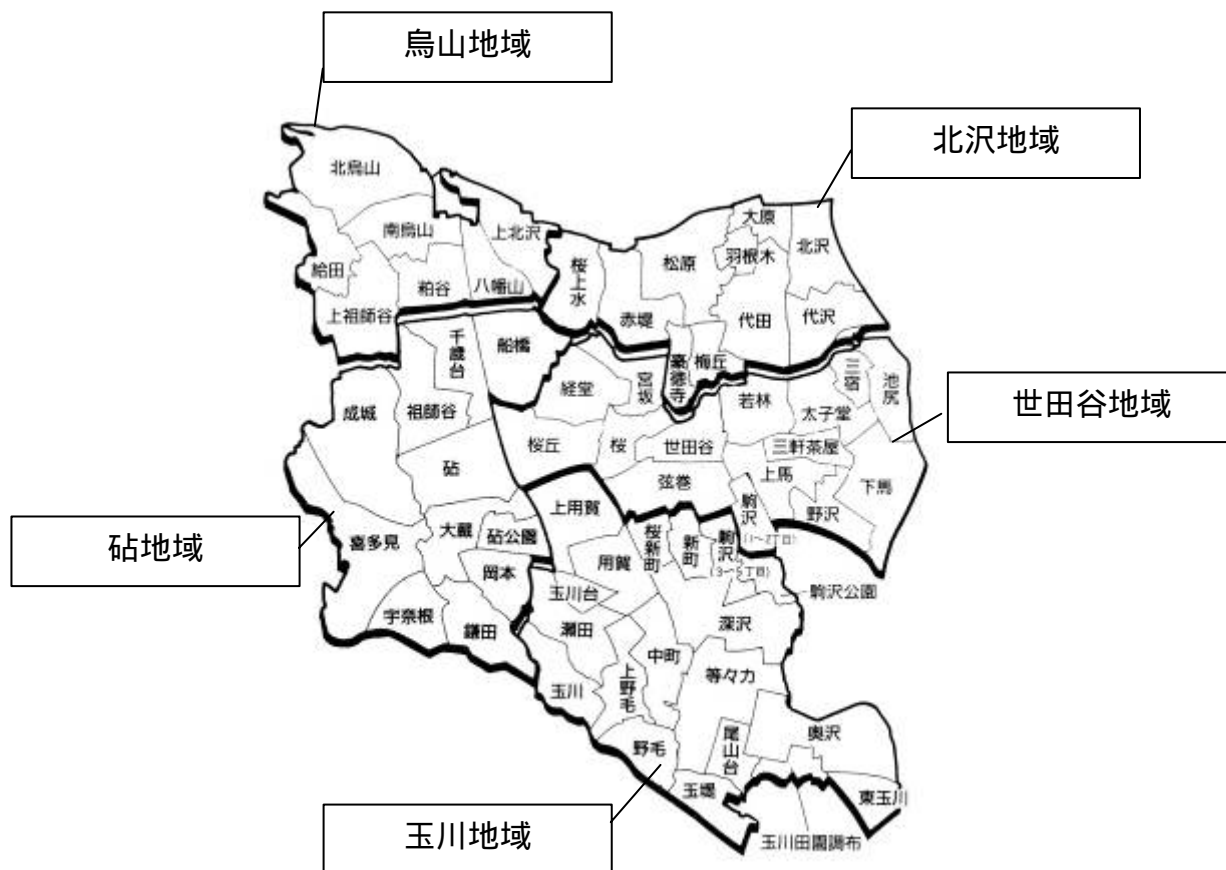 烏山地域
北沢地域
北烏山
上北沢
大原
南烏山
北沢
羽根木
松原
給田
桜上水
粕谷
八幡山
上祖師谷
赤堤
代田
代沢
千歳台
船橋
豪徳寺
梅丘
三宿
池尻
経堂
宮坂
若林
成城
祖師谷
太子堂
世田谷地域
桜丘
桜
世田谷
三軒茶屋
砧
弦巻
上馬
下馬
上用賀
駒沢
(1~2丁目)
野沢
砧地域
喜多見
大蔵
砧公園
桜新町
新町
駒沢
(3~5丁目)
岡本
用賀
玉川台
駒沢公園
宇奈根
鎌田
瀬田
深沢
中町
等々力
玉川
上野毛
奥沢
野毛
尾山台
玉堤
東玉川
玉川地域
玉川田園調布